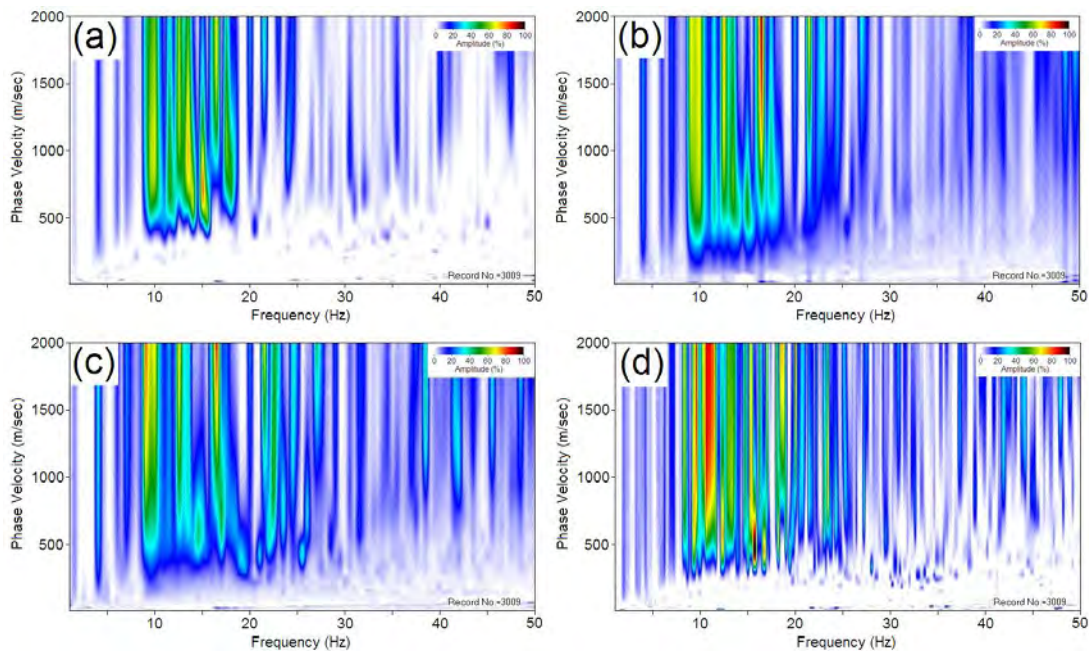 (a)
2000
1500
1000
500
Phase Velocity (m/sec)
0 20 40 60 80 100
Amplitude (%)
Record No.=3009
10 20 30 40 50
Frequency (Hz)
(b)
2000
1500
1000
500
Phase Velocity (m/sec)
0 20 40 60 80 100
Amplitude (%)
Record No.=3009
10 20 30 40 50
Frequency (Hz)
(c)
2000
1500
1000
500
Phase Velocity (m/sec)
0 20 40 60 80 100
Amplitude (%)
Record No.=3009
10 20 30 40 50
Frequency (Hz)
(d)
2000
1500
1000
500
Phase Velocity (m/sec)
0 20 40 60 80 100
Amplitude (%)
Record No.=3009
10 20 30 40 50
Frequency (Hz)